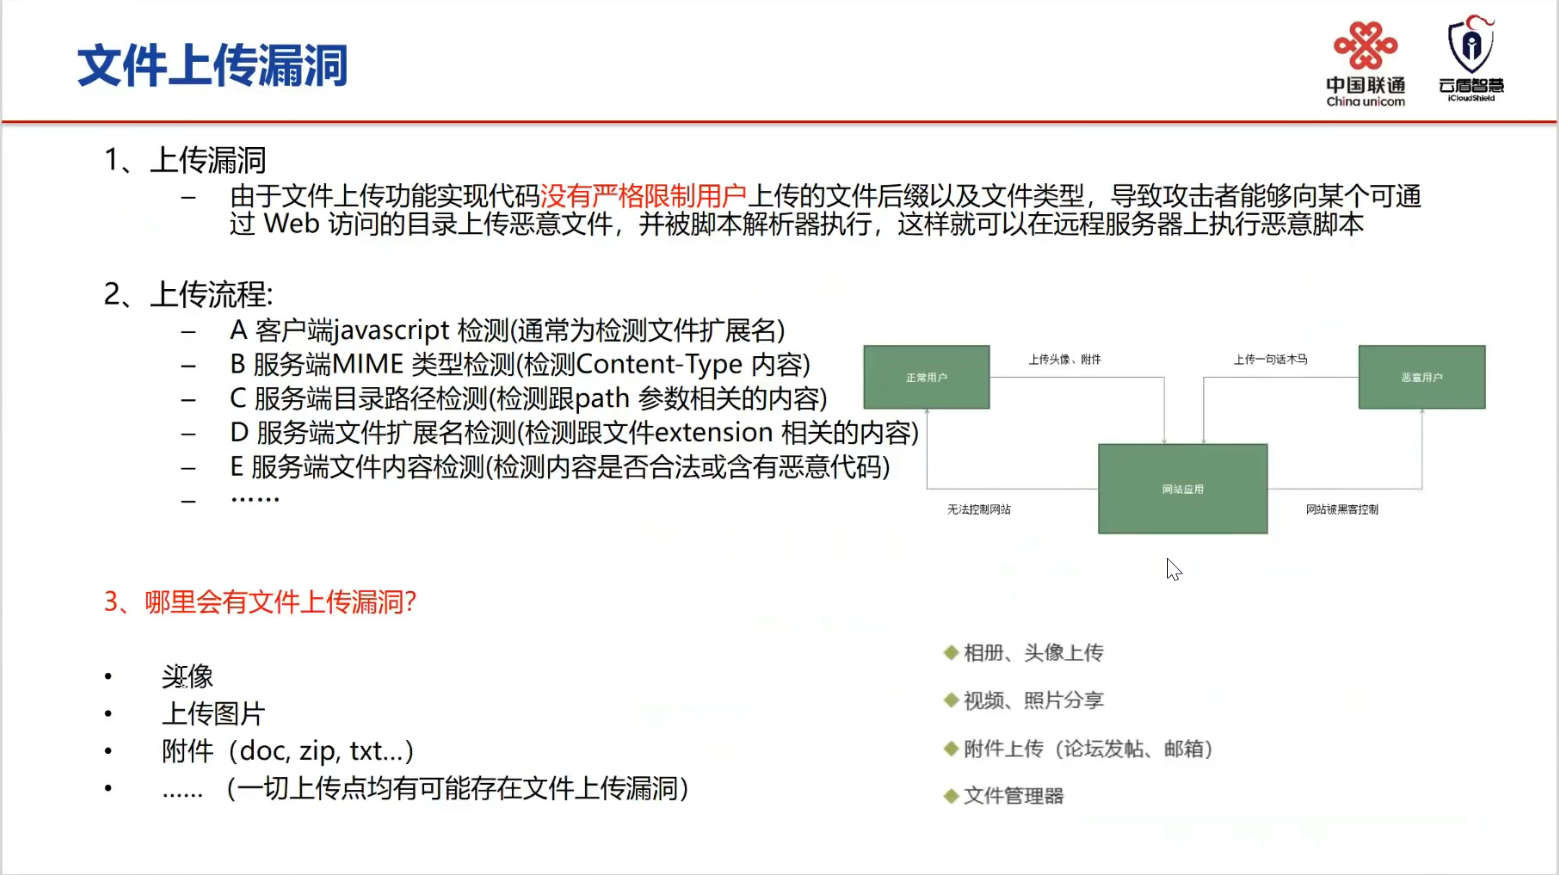 文件上传漏洞
中国联通
China unicom
云盾智慧
iCloudShield
1、上传漏洞
– 由于文件上传功能实现代码没有严格限制用户上传的文件后缀以及文件类型，导致攻击者能够向某个可通
过 Web 访问的目录上传恶意文件，并被脚本解析器执行，这样就可以在远程服务器上执行恶意脚本
2、上传流程:
– A 客户端javascript 检测(通常为检测文件扩展名)
– B 服务端MIME 类型检测(检测Content-Type 内容)
– C 服务端目录路径检测(检测跟path 参数相关的内容)
– D 服务端文件扩展名检测(检测跟文件extension 相关的内容)
– E 服务端文件内容检测(检测内容是否合法或含有恶意代码)
– ……
正常用户
上传头像、附件
上传一句话木马
恶意用户
网站应用
无法控制网站
网站被黑客控制
3、哪里会有文件上传漏洞?
• 头像
• 上传图片
• 附件（doc, zip, txt...）
• ...... （一切上传点均有可能存在文件上传漏洞）
◆ 相册、头像上传
◆ 视频、照片分享
◆ 附件上传（论坛发帖、邮箱）
◆ 文件管理器